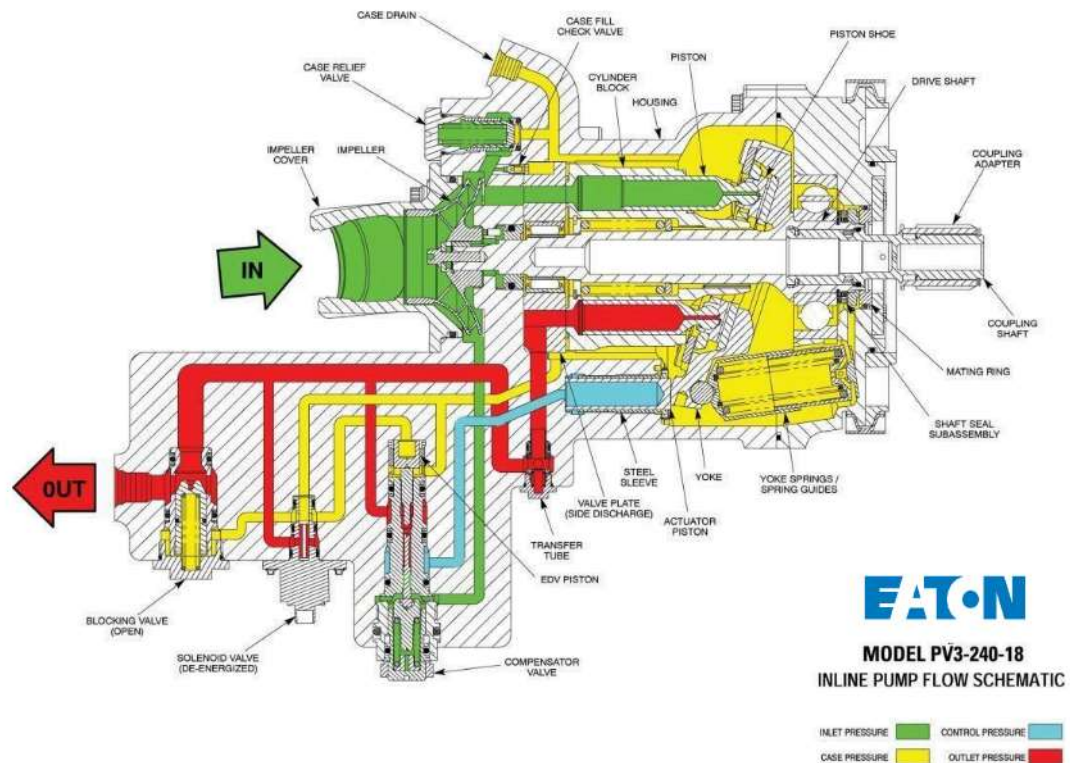 CASE DRAIN
CASE FILL
CHECK VALVE
PISTON SHOE
CASE RELIEF
VALVE
CYLINDER
BLOCK
PISTON
DRIVE SHAFT
HOUSING
IMPELLER
COVER
IMPELLER
COUPLING
ADAPTER
IN
COUPLING
SHAFT
MATING RING
SHAFT SEAL
SUBASSEMBLY
OUT
STEEL
SLEEVE
YOKE
YOKE SPRINGS /
SPRING GUIDES
VALVE PLATE
(SIDE DISCHARGE)
ACTUATOR
PISTON
TRANSFER
TUBE
EDV PISTON
BLOCKING VALVE
(OPEN)
SOLENOID VALVE
(DE-ENERGIZED)
COMPENSATOR
VALVE
EATON
MODEL PV3-240-18
INLINE PUMP FLOW SCHEMATIC
INLET PRESSURE
CONTROL PRESSURE
CASE PRESSURE
OUTLET PRESSURE